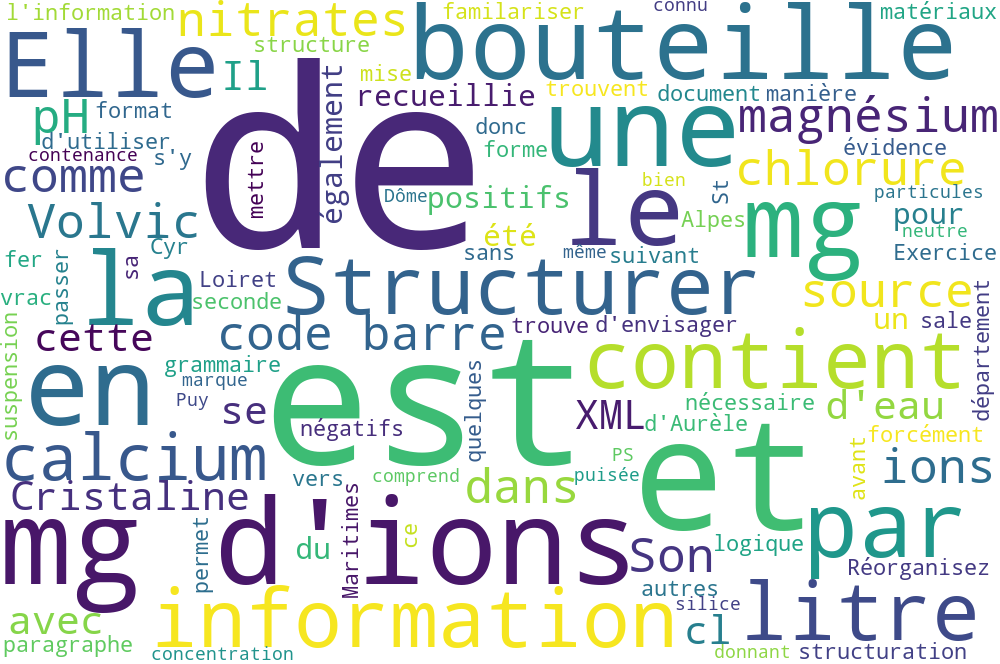 l'information nitrates familariser connu matériaux
Elle structure Il mise bouteille
recueillie trouvent document manière
pH format de également une magnésium
d'utiliser donc évidence
contenance s'y forme chlorure
comme mettre Dôme positifs le bien St particules
Volvic Alpes mg pour
Cyr été neutre
fer la sa sans même suivant Exercice
vrac passer Loiret Structurer source
seconde un sale
cette code barre trouve d'envisager département
suspension grammaire contient
en marque est XML nécessaire d'eau
Puy se quelques d'Aurèle
négatifs et forcément
calcium vers comprend PS avant ions
puisée
Cristaline dans
mg d'ions Maritimes ce par
permet du Son logique
Réorganisez
autres
avec information silice cl litre
paragraphe
concentration donnant structuration